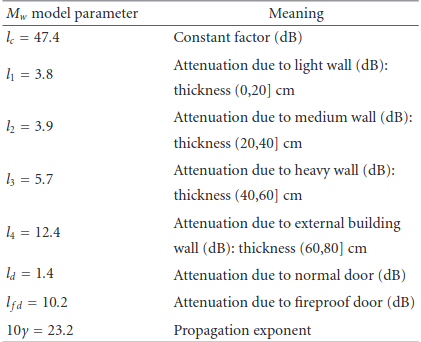 M_w model parameter Meaning
l_c = 47.4 Constant factor (dB)
l_1 = 3.8 Attenuation due to light wall (dB):
thickness (0,20] cm
l_2 = 3.9 Attenuation due to medium wall (dB):
thickness (20,40] cm
l_3 = 5.7 Attenuation due to heavy wall (dB):
thickness (40,60] cm
l_4 = 12.4 Attenuation due to external building
wall (dB): thickness (60,80] cm
l_d = 1.4 Attenuation due to normal door (dB)
l_{fd} = 10.2 Attenuation due to fireproof door (dB)
10γ = 23.2 Propagation exponent